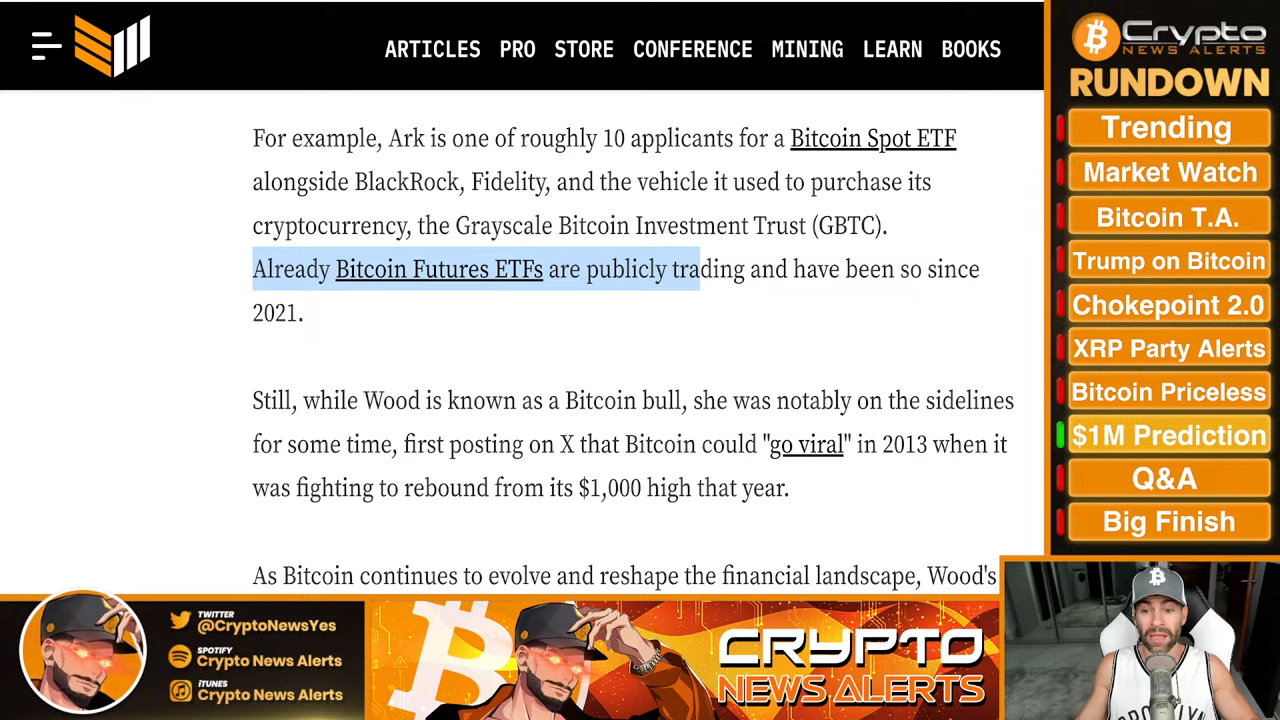 ARTICLES PRO STORE CONFERENCE MINING LEARN BOOKS
For example, Ark is one of roughly 10 applicants for a Bitcoin Spot ETF
alongside BlackRock, Fidelity, and the vehicle it used to purchase its
cryptocurrency, the Grayscale Bitcoin Investment Trust (GBTC).
Already Bitcoin Futures ETFs are publicly trading and have been so since
2021.
Still, while Wood is known as a Bitcoin bull, she was notably on the sidelines
for some time, first posting on X that Bitcoin could "go viral" in 2013 when it
was fighting to rebound from its $1,000 high that year.
As Bitcoin continues to evolve and reshape the financial landscape, Wood's
Crypto
NEWS ALERTS
RUNDOWN
Trending
Market Watch
Bitcoin T.A.
Trump on Bitcoin
Chokepoint 2.0
XRP Party Alerts
Bitcoin Priceless
$1M Prediction
Q&A
Big Finish
TWITTER
@CryptoNewsYes
SPOTIFY
Crypto News Alerts
iTUNES
Crypto News Alerts
CRYPTO
NEWS ALERTS
BROOKLYN